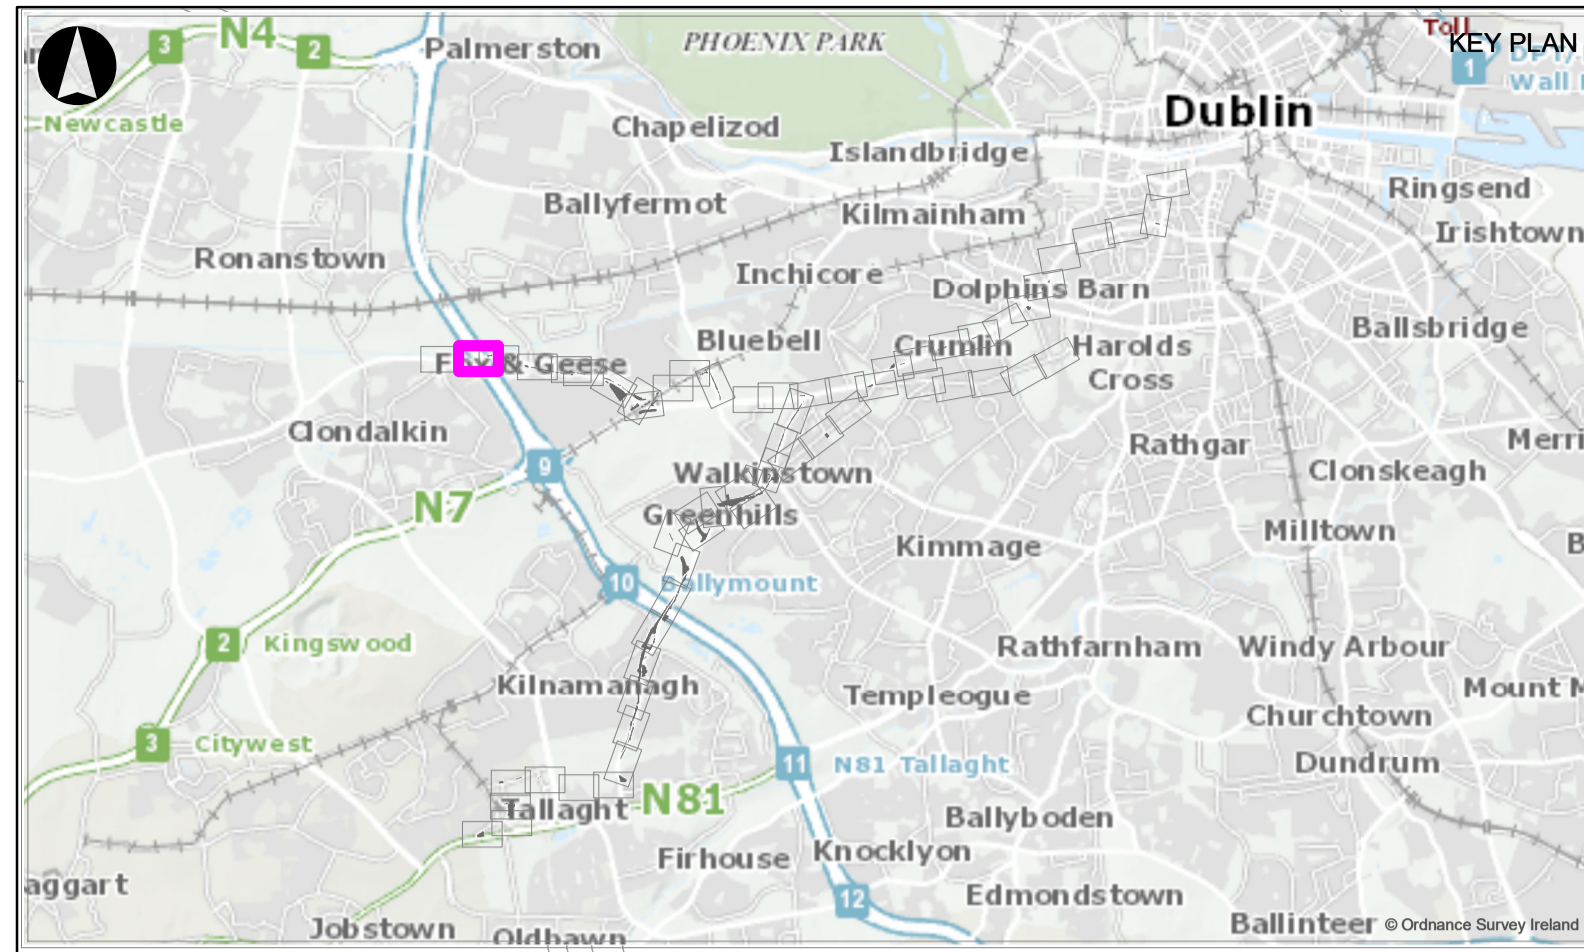 Toll
KEY PLAN
3
N4
2
Palmerston
PHOENIX PARK
1
Wall
Newcastle
Chapelizod
Dublin
Islandbridge
Ringsend
Ballyfermot
Kilmainham
Irishtown
Ronanstown
Inchicore
Dolphins Barn
Bluebell
Crumlin
Harolds
Cross
Ballsbridge
Fox & Geese
Clondalkin
Rathgar
Merri
9
Walkinstown
Clonskeagh
N7
Greenhills
Kimmage
Milltown
B
10
Ballymount
2
Kingswood
Rathfarnham
Windy Arbour
Kilnamanagh
Templeogue
Mount M
Churchtown
3
Citywest
11
N81 Tallaght
Dundrum
Tallaght
N81
Ballyboden
Firhouse
Knocklyon
aggart
12
Edmondstown
Jobstown
Oldbawn
Ballinteer
© Ordnance Survey Ireland